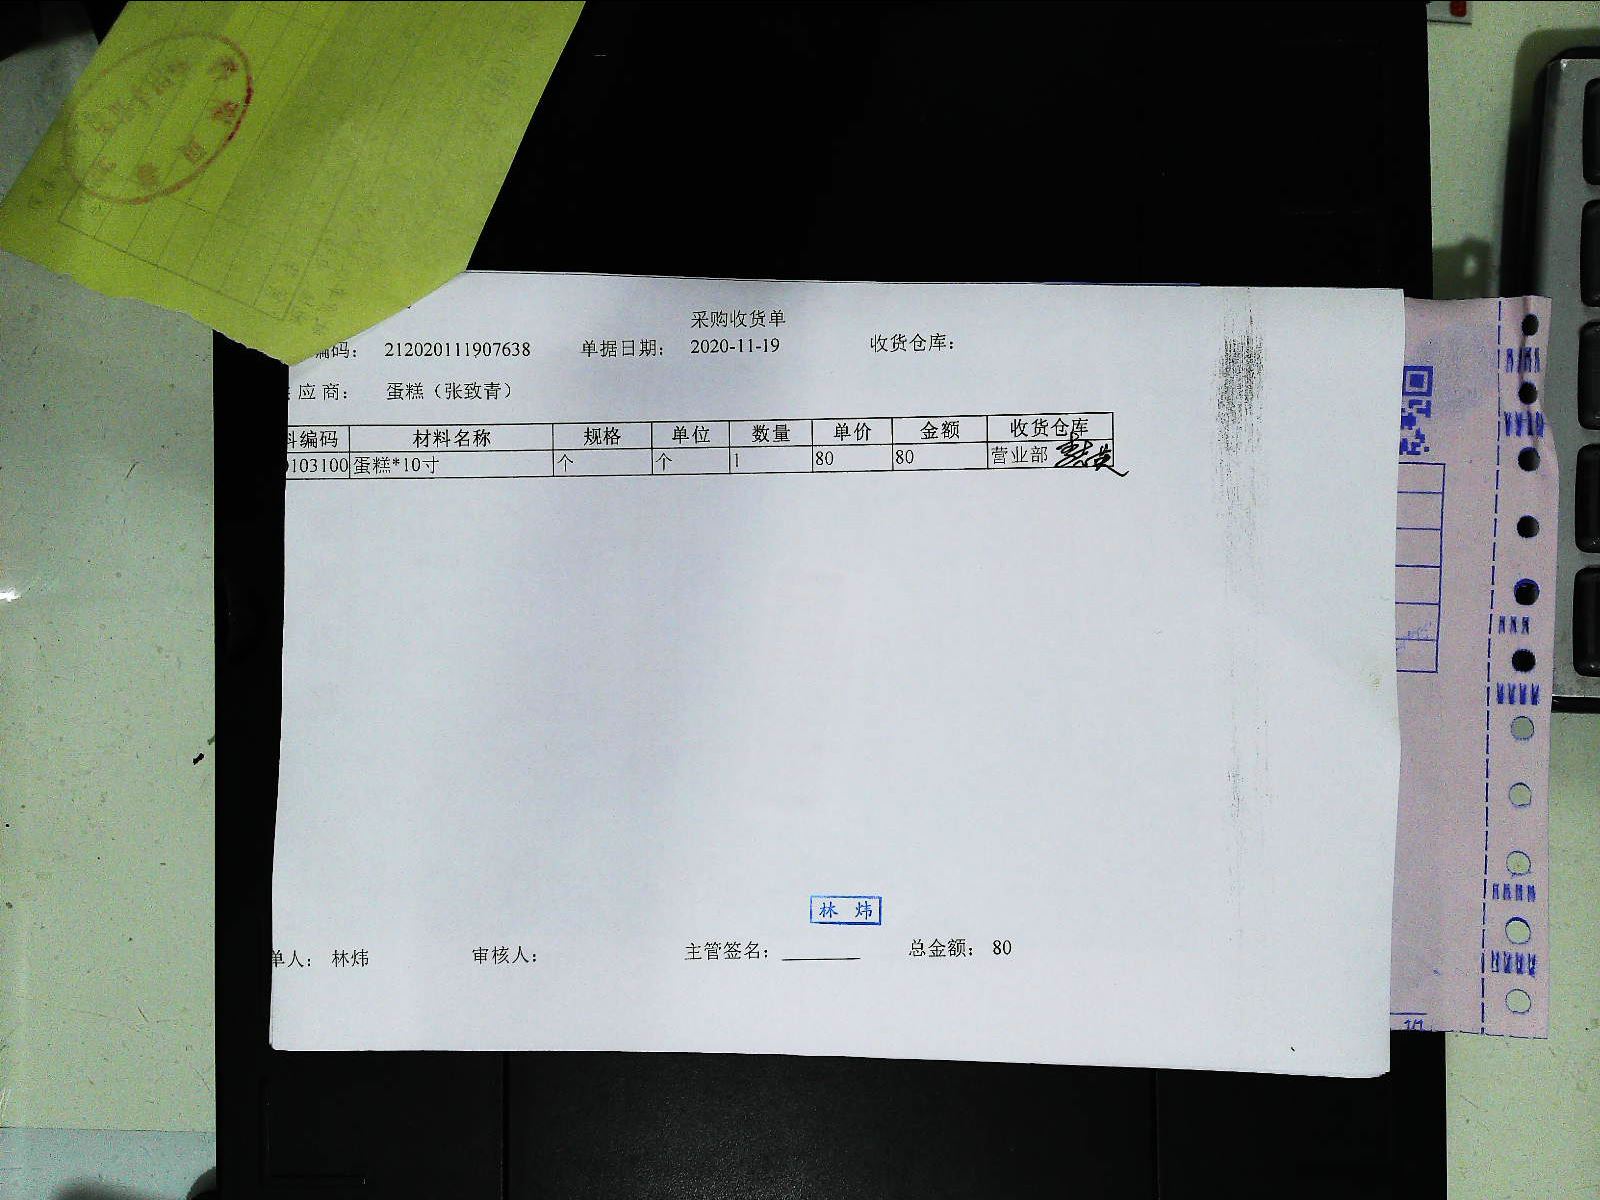 采购收货单
编码： 212020111907638 单据日期： 2020-11-19 收货仓库：
应商： 蛋糕（张致青）
料编码 材料名称 规格 单位 数量 单价 金额 收货仓库
0103100 蛋糕*10寸 个 个 1 80 80 营业部
林 炜
单人： 林炜 审核人： 主管签名： 总金额： 80
1/1